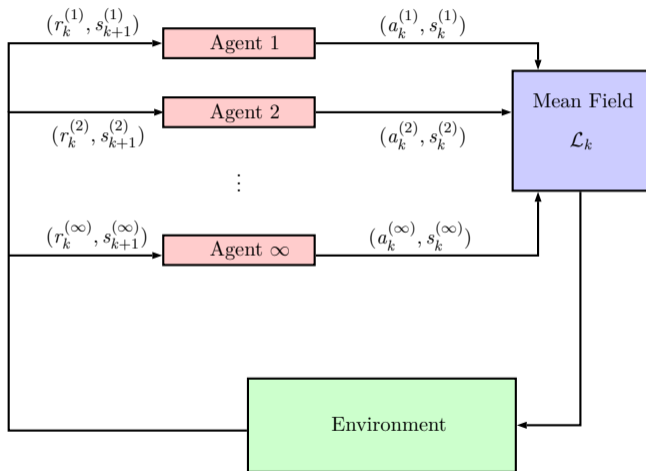 $(r_k^{(1)}, s_{k+1}^{(1)})$
Agent 1
$(a_k^{(1)}, s_k^{(1)})$
$(r_k^{(2)}, s_{k+1}^{(2)})$
Agent 2
$(a_k^{(2)}, s_k^{(2)})$
Mean Field
$\mathcal{L}_k$
⋮
$(r_k^{(\infty)}, s_{k+1}^{(\infty)})$
Agent ∞
$(a_k^{(\infty)}, s_k^{(\infty)})$
Environment